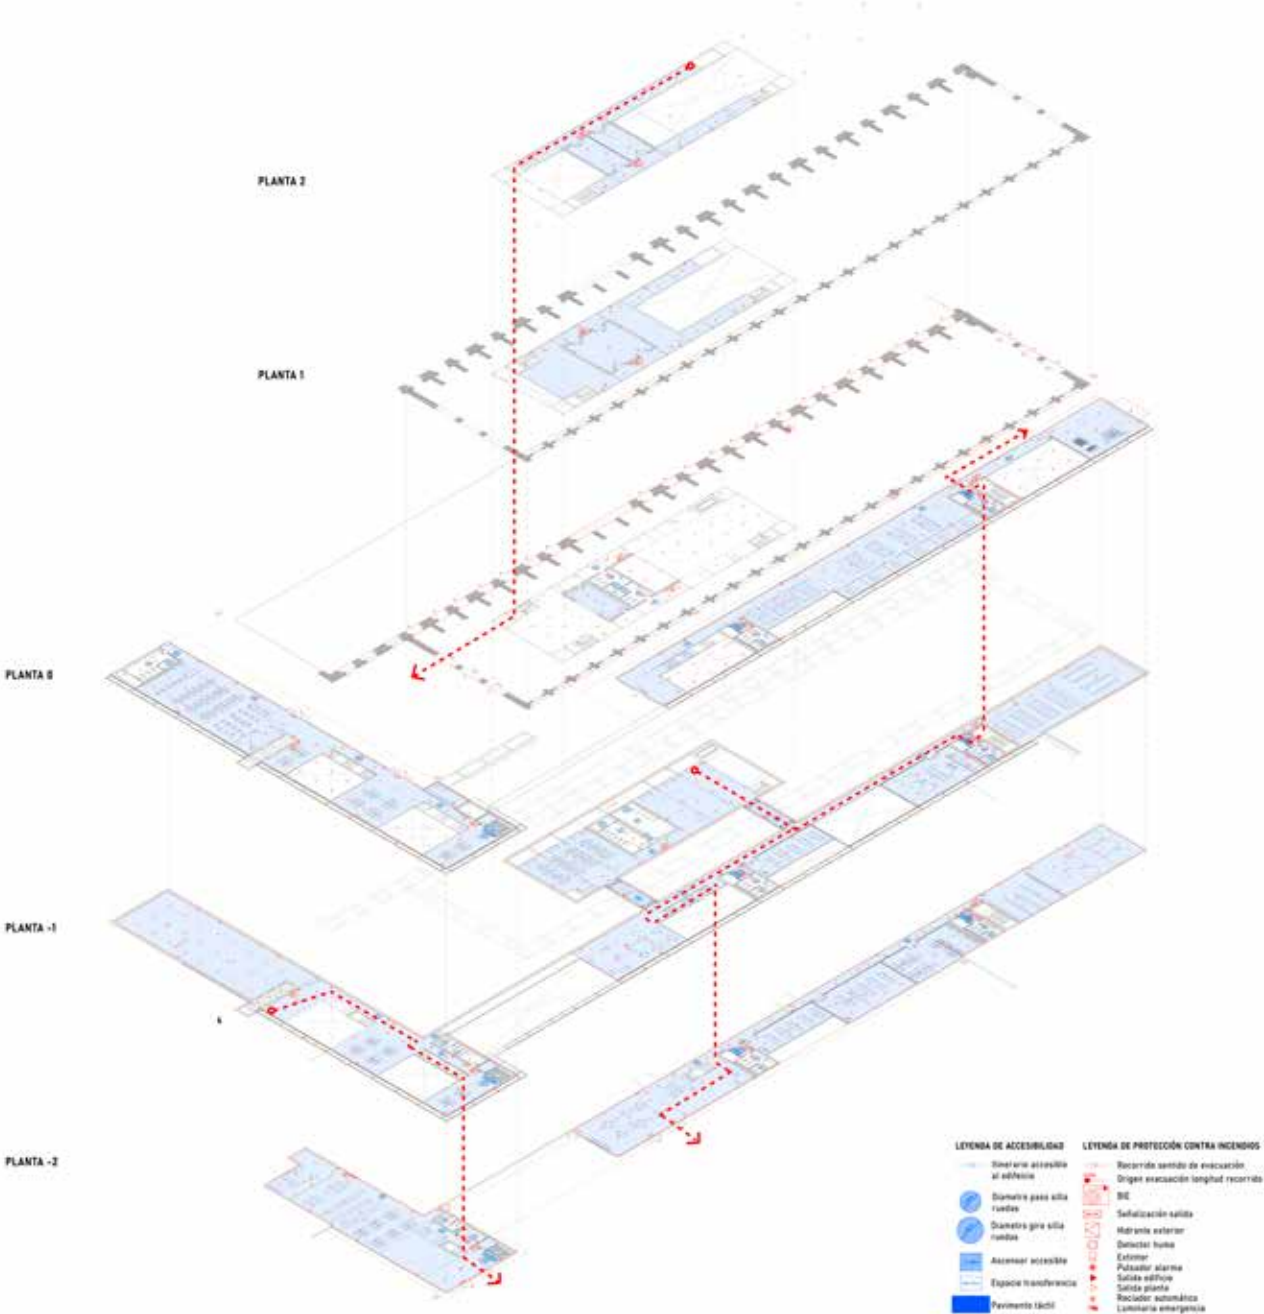 PLANTA 2
PLANTA 1
PLANTA 0
PLANTA -1
PLANTA -2
LEYENDA DE ACCESIBILIDAD
Itinerario accesible
al edificio
Diametro paso silla
ruedas
Diametro giro silla
ruedas
Ascensor accesible
Espacio transferencia
Pavimento táctil
LEYENDA DE PROTECCIÓN CONTRA INCENDIOS
Recorrido sentido de evacuación
Origen evacuación longitud recorrido
BIE
Señalización salida
Hidrante exterior
Detector humo
Extintor
Pulsador alarma
Salida edificio
Salida planta
Rociador automático
Luminaria emergencia